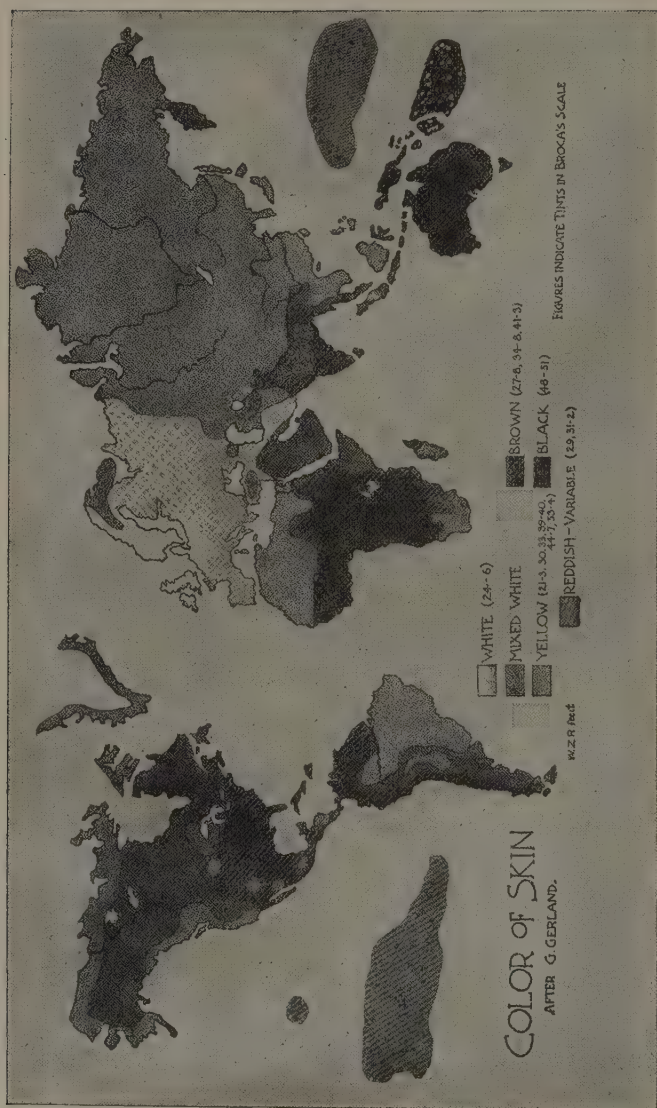 COLOR OF SKIN
AFTER G. GERLAND.
WHITE (24-6)
MIXED WHITE
YELLOW (21-3, 30, 33, 39-40,
44-7, 53-4)
REDDISH - VARIABLE (29, 31-2)
BROWN (27-8, 34-8, 41-3)
BLACK (48-51)
W.Z.R. fecit
FIGURES INDICATE TINTS IN BROCA'S SCALE